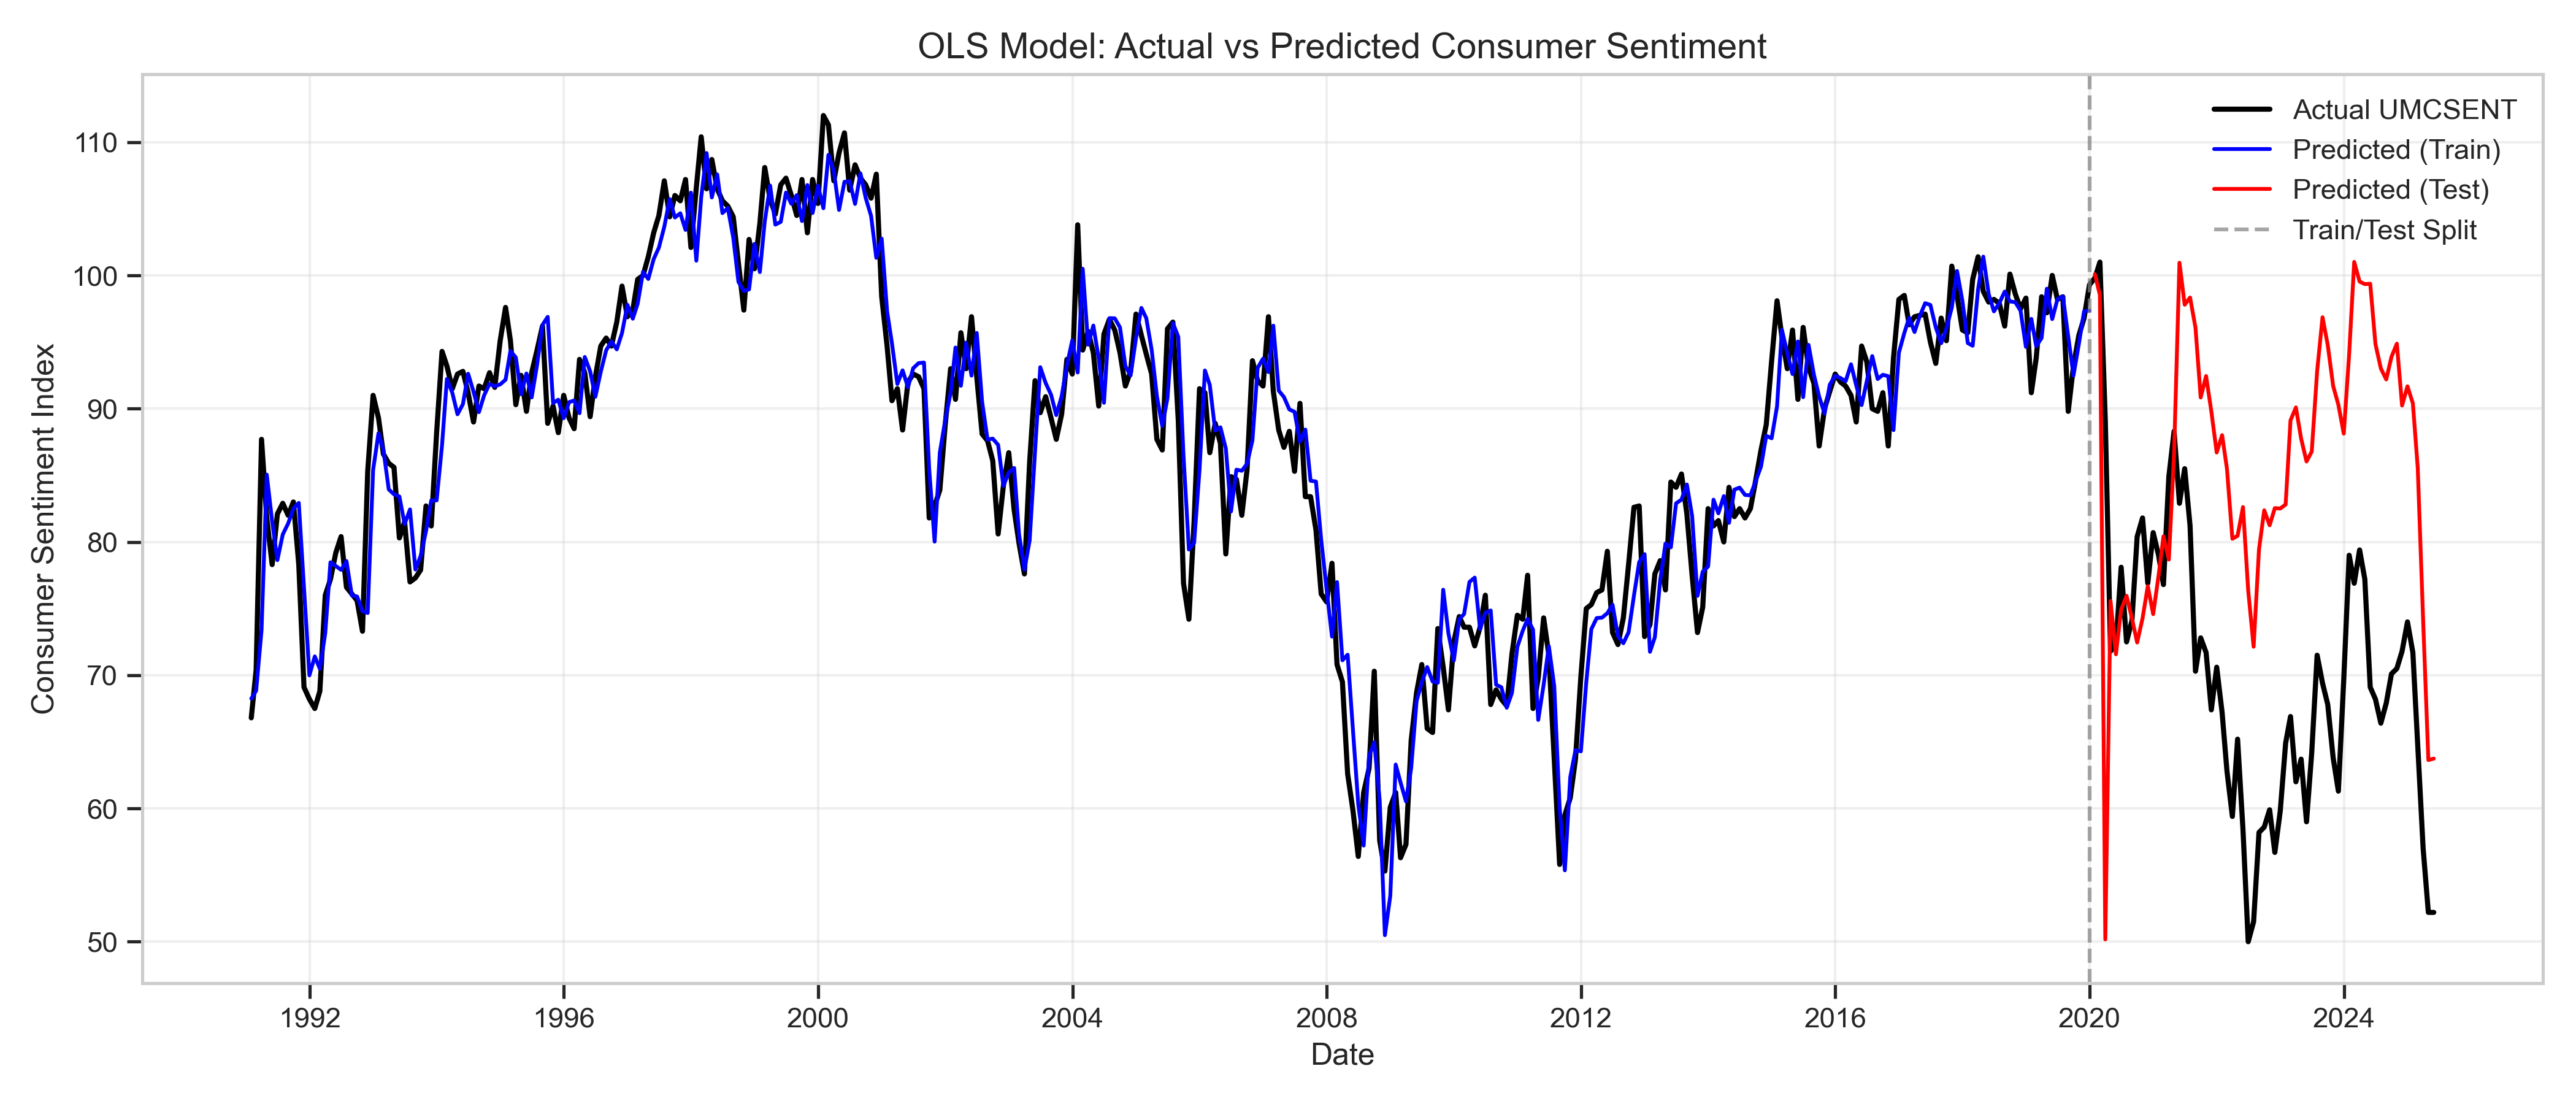 OLS Model: Actual vs Predicted Consumer Sentiment
Actual UMCSENT
Predicted (Train)
Predicted (Test)
Train/Test Split
Consumer Sentiment Index
110
100
90
80
70
60
50
1992
1996
2000
2004
2008
2012
2016
2020
2024
Date